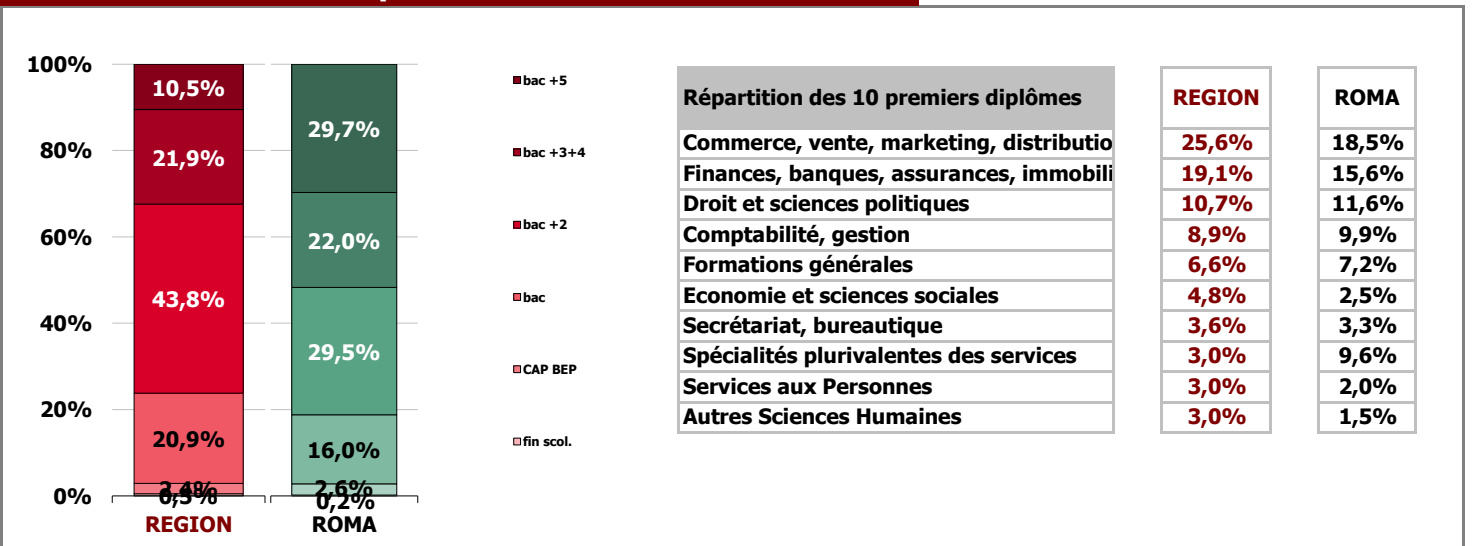 100%
80%
60%
40%
20%
0%
10,5%
21,9%
43,8%
20,9%
2,4%
0,5%
REGION
29,7%
22,0%
29,5%
16,0%
2,6%
0,2%
ROMA
bac +5
bac +3+4
bac +2
bac
CAP BEP
fin scol.
Répartition des 10 premiers diplômes REGION ROMA
Commerce, vente, marketing, distributio 25,6% 18,5%
Finances, banques, assurances, immobili 19,1% 15,6%
Droit et sciences politiques 10,7% 11,6%
Comptabilité, gestion 8,9% 9,9%
Formations générales 6,6% 7,2%
Economie et sciences sociales 4,8% 2,5%
Secrétariat, bureautique 3,6% 3,3%
Spécialités plurivalentes des services 3,0% 9,6%
Services aux Personnes 3,0% 2,0%
Autres Sciences Humaines 3,0% 1,5%